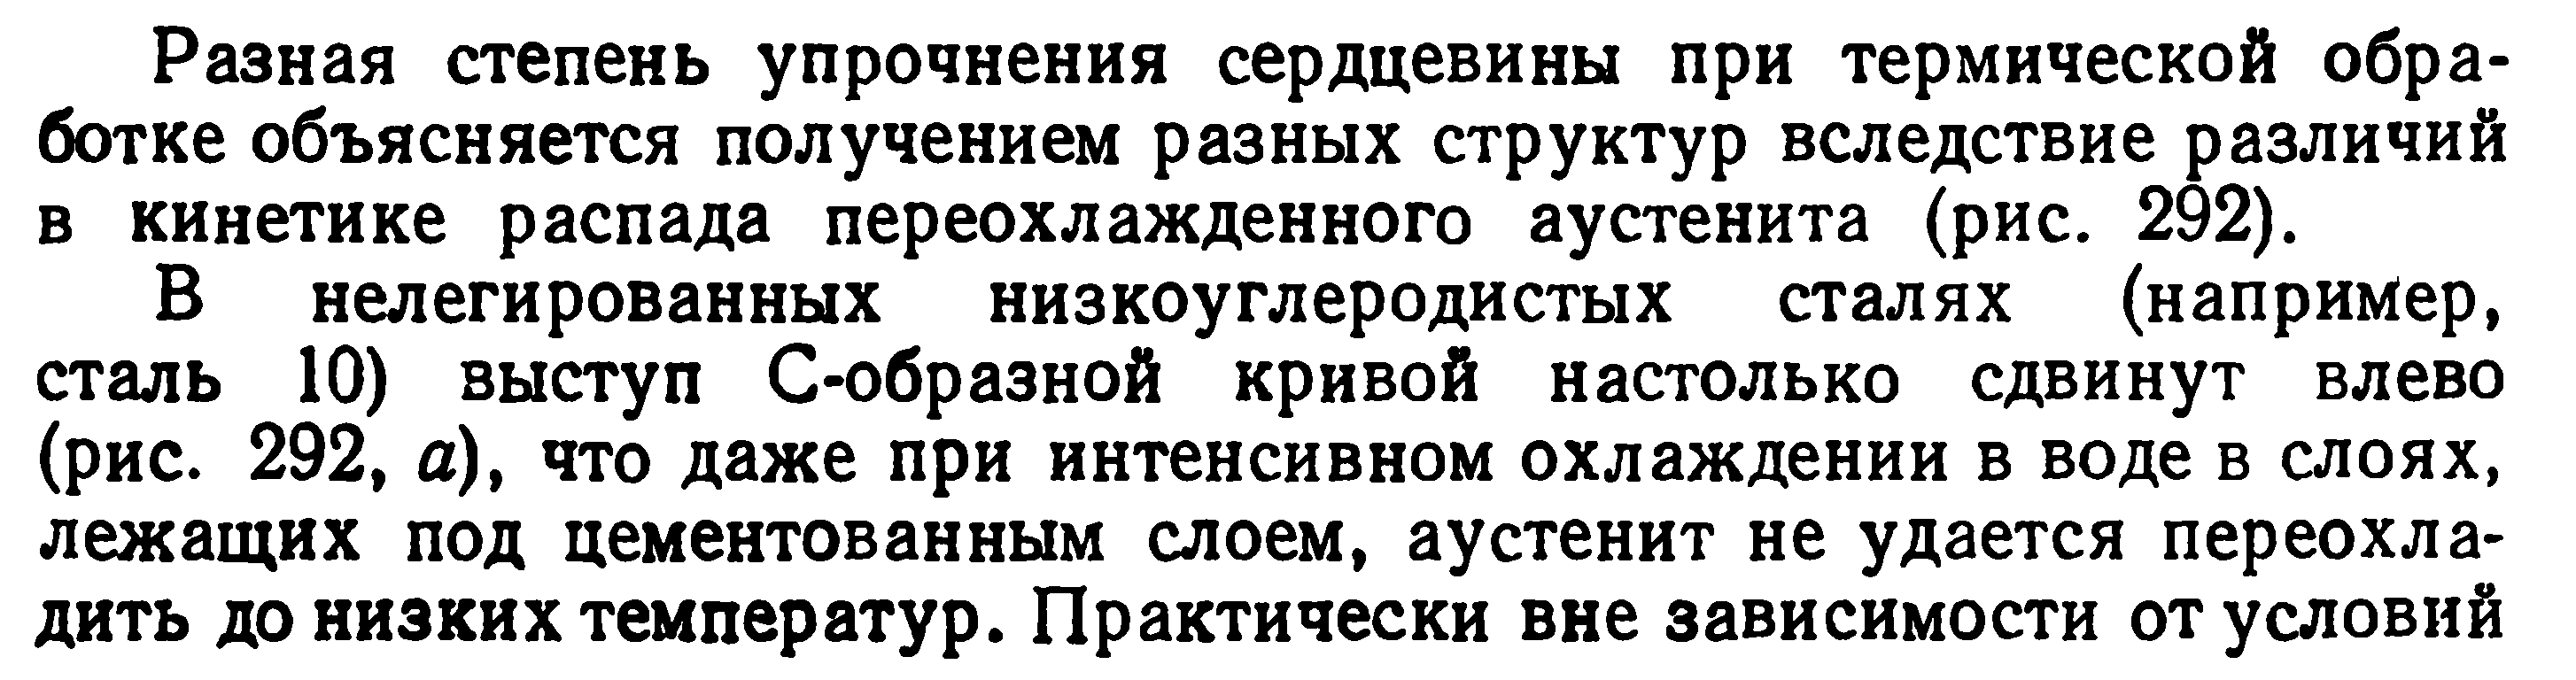 Разная степень упрочнения сердцевины при термической обра-
ботке объясняется получением разных структур вследствие различий
в кинетике распада переохлажденного аустенита (рис. 292).
В нелегированных низкоуглеродистых сталях (например,
сталь 10) выступ С-образной кривой настолько сдвинут влево
(рис. 292, а), что даже при интенсивном охлаждении в воде в слоях,
лежащих под цементованным слоем, аустенит не удается переохла-
дить до низких температур. Практически вне зависимости от условий